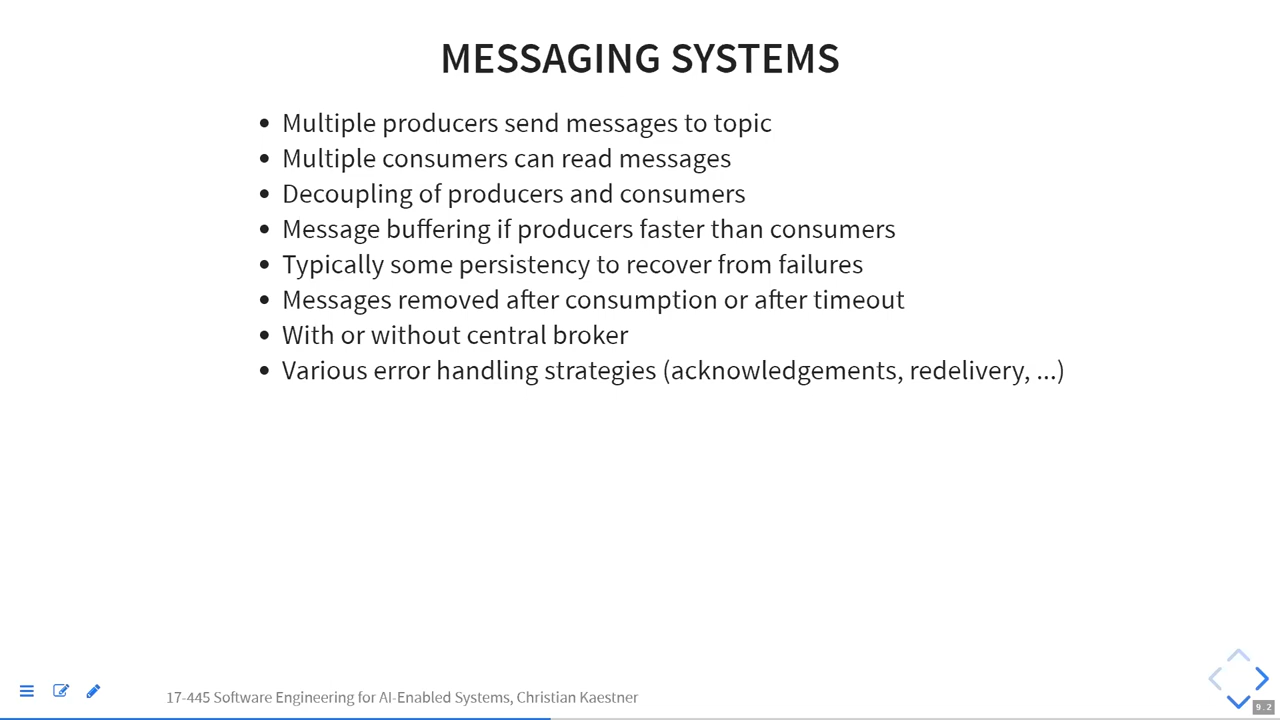 MESSAGING SYSTEMS
• Multiple producers send messages to topic
• Multiple consumers can read messages
• Decoupling of producers and consumers
• Message buffering if producers faster than consumers
• Typically some persistency to recover from failures
• Messages removed after consumption or after timeout
• With or without central broker
• Various error handling strategies (acknowledgements, redelivery, ...)
17-445 Software Engineering for AI-Enabled Systems, Christian Kaestner
9.2